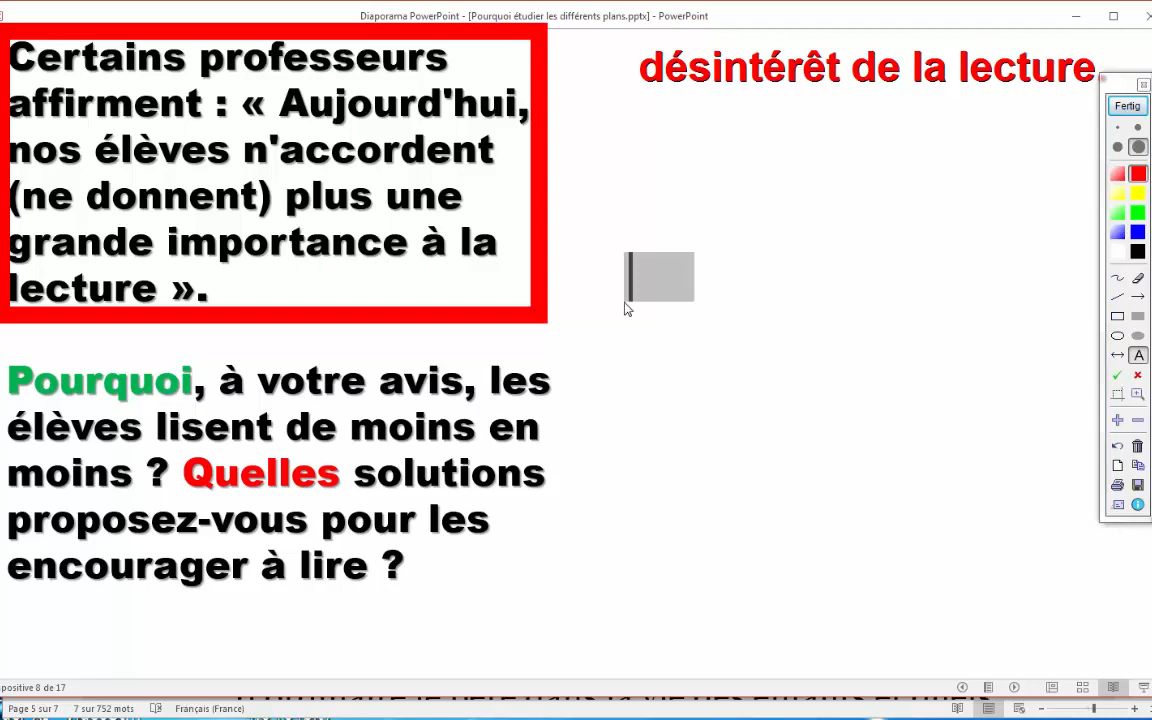 Diaporama PowerPoint - [Pourquoi étudier les différents plans.pptx] - PowerPoint
Certains professeurs
affirment : « Aujourd'hui,
nos élèves n'accordent
(ne donnent) plus une
grande importance à la
lecture ».
désintérêt de la lecture
Fertig
A
Pourquoi, à votre avis, les
élèves lisent de moins en
moins ? Quelles solutions
proposez-vous pour les
encourager à lire ?
positive 8 de 17
Page 5 sur 7 7 sur 752 mots Français (France)